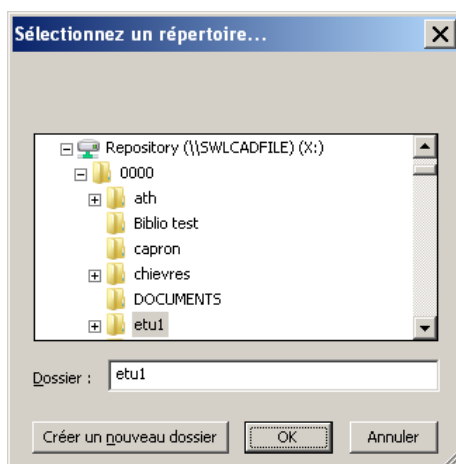 Sélectionnez un répertoire...
Repository (\\SWLCADFILE) (X:)
0000
ath
Biblio test
capron
chievres
DOCUMENTS
etu1
Dossier : etu1
Créer un nouveau dossier OK Annuler